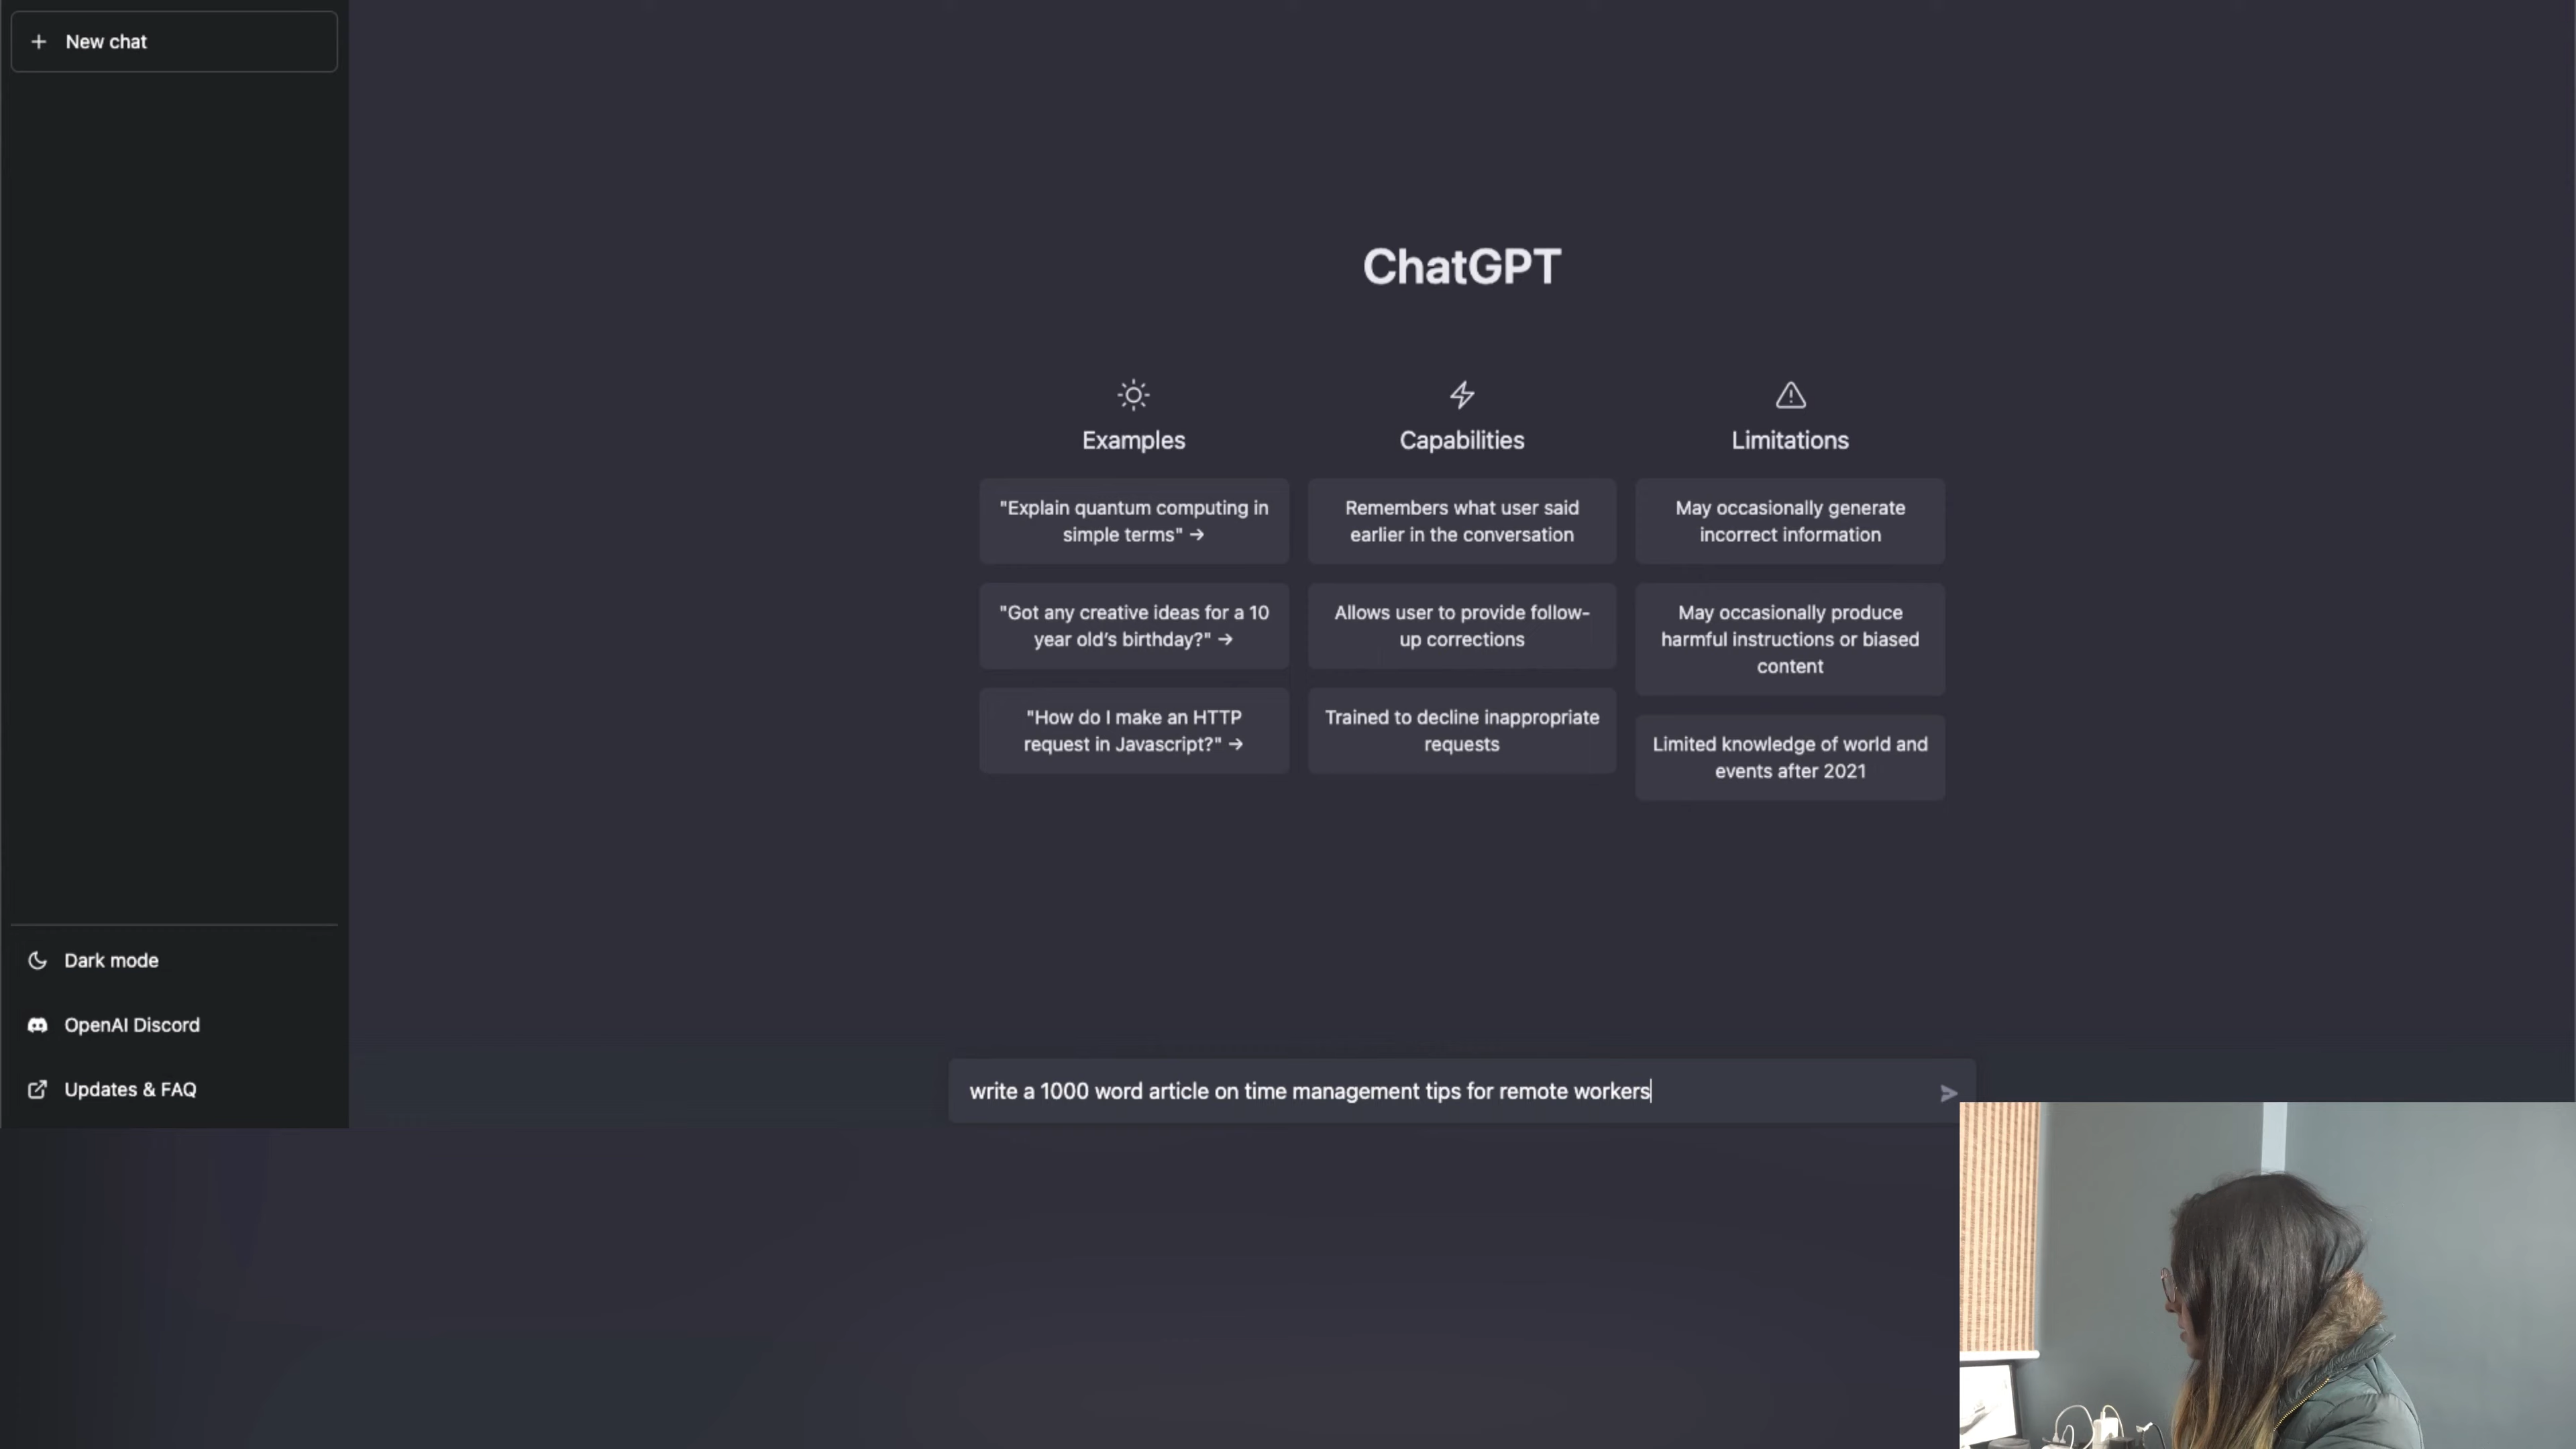 New chat
ChatGPT
Examples
"Explain quantum computing in
simple terms" →
"Got any creative ideas for a 10
year old's birthday?" →
"How do I make an HTTP
request in Javascript?" →
Capabilities
Remembers what user said
earlier in the conversation
Allows user to provide follow-
up corrections
Trained to decline inappropriate
requests
Limitations
May occasionally generate
incorrect information
May occasionally produce
harmful instructions or biased
content
Limited knowledge of world and
events after 2021
Dark mode
OpenAI Discord
Updates & FAQ
write a 1000 word article on time management tips for remote workers